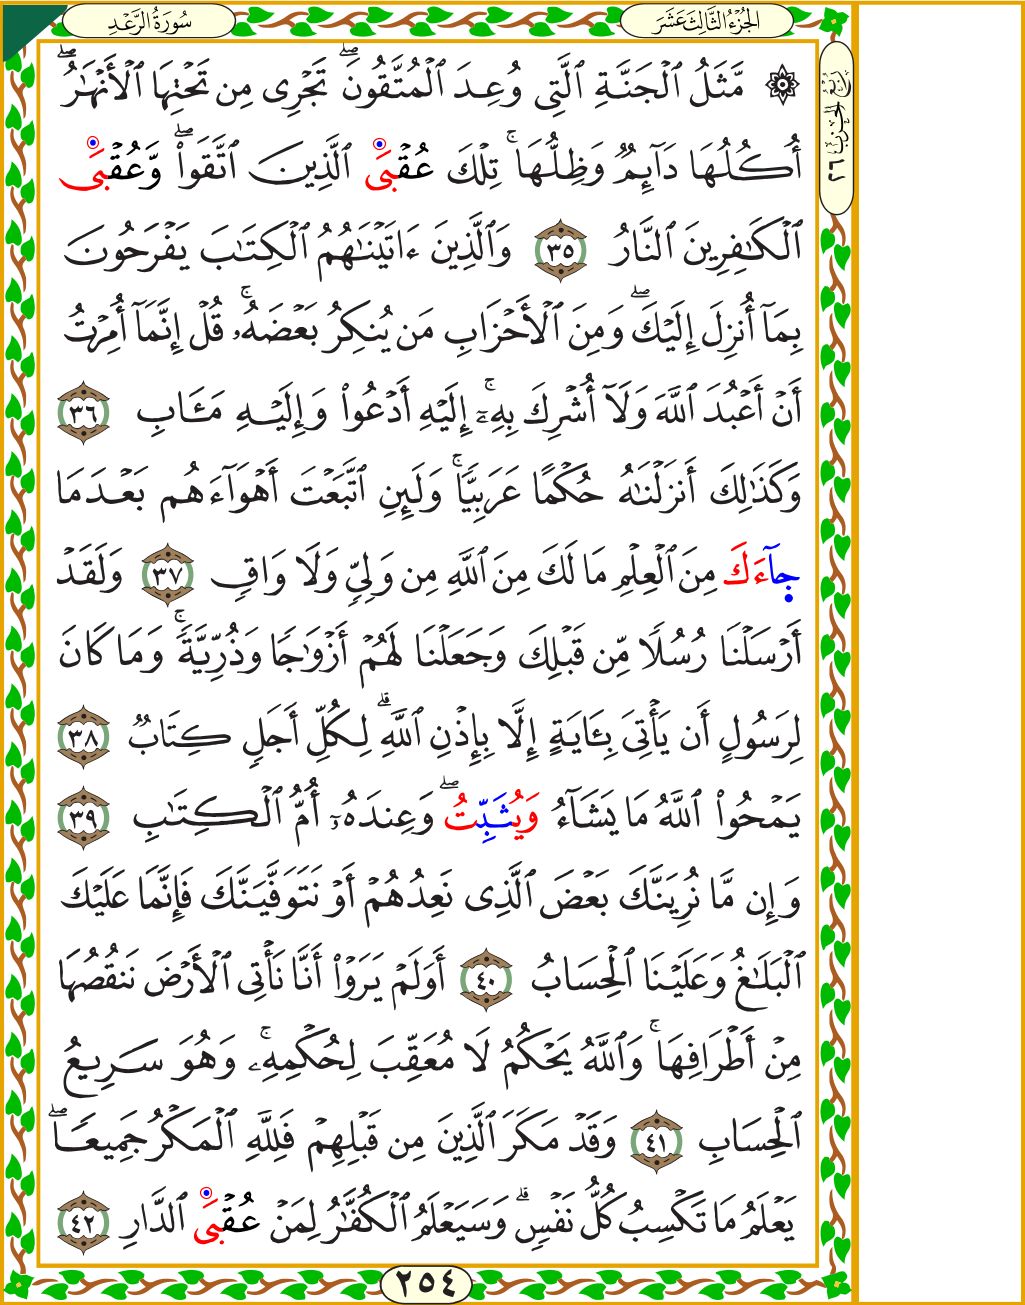 سُورَةُ الرَّعْدِ
الجُزْءُ الثَّالِثَ عَشَرَ
رُبْعُ الْحِزْبِ ٢٦
۞ مَّثَلُ ٱلْجَنَّةِ ٱلَّتِى وُعِدَ ٱلْمُتَّقُونَۖ تَجْرِى مِن تَحْتِهَا ٱلْأَنْهَٰرُۖ
أُكُلُهَا دَآئِمٌ وَظِلُّهَاۚ تِلْكَ عُقْبَى ٱلَّذِينَ ٱتَّقَوا۟ۖ وَّعُقْبَى
ٱلْكَٰفِرِينَ ٱلنَّارُ ٣٥ وَٱلَّذِينَ ءَاتَيْنَٰهُمُ ٱلْكِتَٰبَ يَفْرَحُونَ
بِمَآ أُنزِلَ إِلَيْكَۖ وَمِنَ ٱلْأَحْزَابِ مَن يُنكِرُ بَعْضَهُۥۚ قُلْ إِنَّمَآ أُمِرْتُ
أَنْ أَعْبُدَ ٱللَّهَ وَلَآ أُشْرِكَ بِهِۦٓۚ إِلَيْهِ أَدْعُوا۟ وَإِلَيْهِ مَـَٔابِ ٣٦
وَكَذَٰلِكَ أَنزَلْنَٰهُ حُكْمًا عَرَبِيًّاۚ وَلَئِنِ ٱتَّبَعْتَ أَهْوَآءَهُم بَعْدَمَا
جَآءَكَ مِنَ ٱلْعِلْمِ مَا لَكَ مِنَ ٱللَّهِ مِن وَلِىٍّ وَلَا وَاقٍ ٣٧ وَلَقَدْ
أَرْسَلْنَا رُسُلًا مِّن قَبْلِكَ وَجَعَلْنَا لَهُمْ أَزْوَٰجًا وَذُرِّيَّةًۚ وَمَا كَانَ
لِرَسُولٍ أَن يَأْتِىَ بِـَٔايَةٍ إِلَّا بِإِذْنِ ٱللَّهِۗ لِكُلِّ أَجَلٍ كِتَابٌ ٣٨
يَمْحُوا۟ ٱللَّهُ مَا يَشَآءُ وَيُثَبِّتُۖ وَعِندَهُۥٓ أُمُّ ٱلْكِتَٰبِ ٣٩
وَإِن مَّا نُرِيَنَّكَ بَعْضَ ٱلَّذِى نَعِدُهُمْ أَوْ نَتَوَفَّيَنَّكَ فَإِنَّمَا عَلَيْكَ
ٱلْبَلَٰغُ وَعَلَيْنَا ٱلْحِسَابُ ٤٠ أَوَلَمْ يَرَوْا۟ أَنَّا نَأْتِى ٱلْأَرْضَ نَنقُصُهَا
مِنْ أَطْرَافِهَاۚ وَٱللَّهُ يَحْكُمُ لَا مُعَقِّبَ لِحُكْمِهِۦۚ وَهُوَ سَرِيعُ
ٱلْحِسَابِ ٤١ وَقَدْ مَكَرَ ٱلَّذِينَ مِن قَبْلِهِمْ فَلِلَّهِ ٱلْمَكْرُ جَمِيعًاۖ
يَعْلَمُ مَا تَكْسِبُ كُلُّ نَفْسٍۗ وَسَيَعْلَمُ ٱلْكُفَّٰرُ لِمَنْ عُقْبَى ٱلدَّارِ ٤٢
٢٥٤